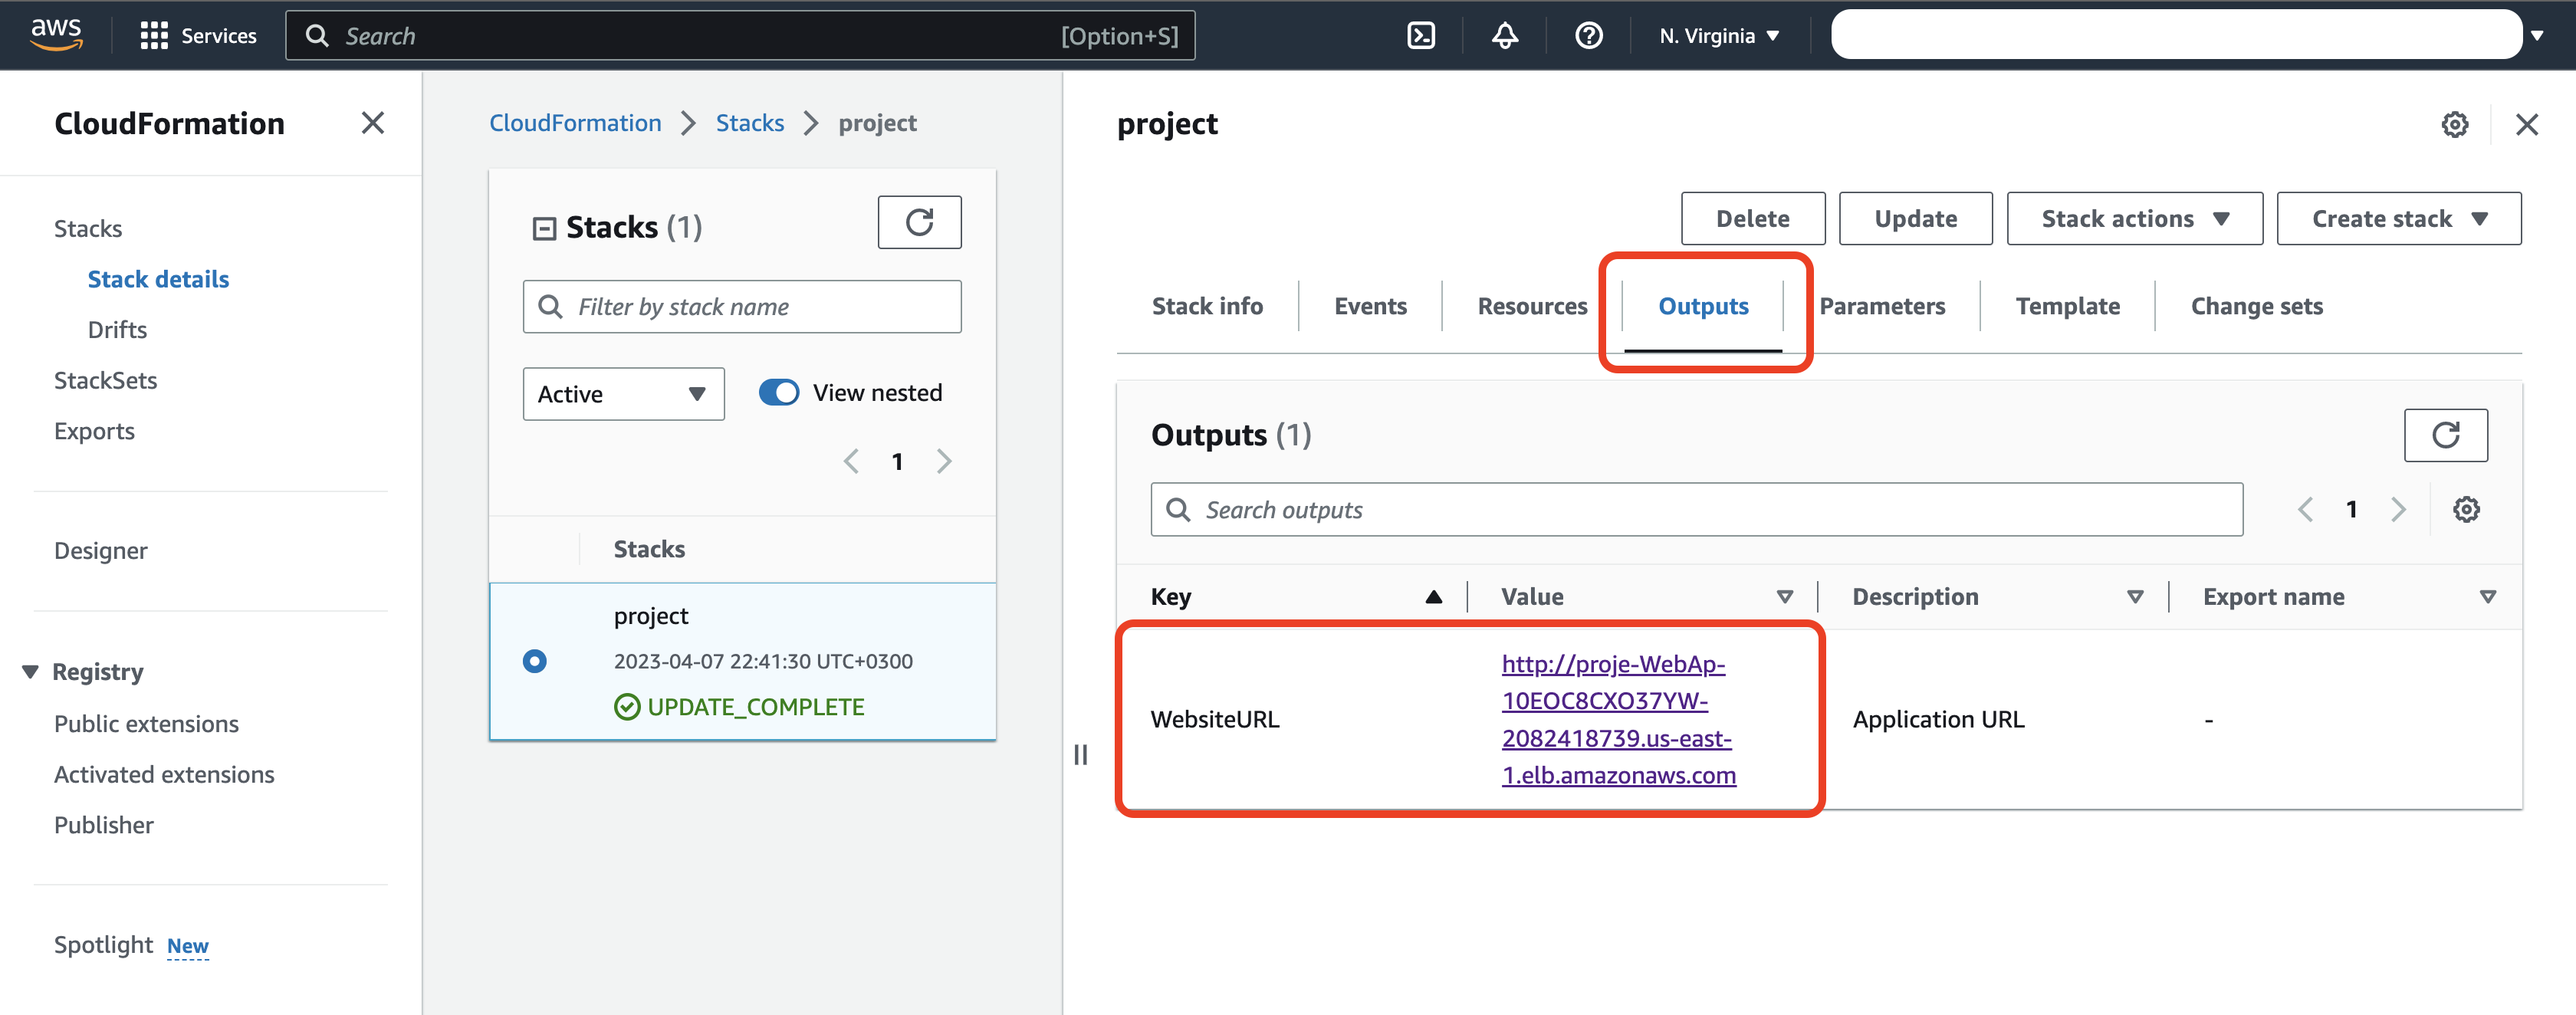 aws
Services
Search
[Option+S]
N. Virginia
CloudFormation
Stacks
Stack details
Drifts
StackSets
Exports
Designer
Registry
Public extensions
Activated extensions
Publisher
Spotlight New
CloudFormation
Stacks
project
Stacks (1)
Filter by stack name
Active
View nested
1
Stacks
project
2023-04-07 22:41:30 UTC+0300
UPDATE_COMPLETE
project
Delete
Update
Stack actions
Create stack
Stack info
Events
Resources
Outputs
Parameters
Template
Change sets
Outputs (1)
Search outputs
1
Key
Value
Description
Export name
WebsiteURL
http://proje-WebAp-
10EOC8CXO37YW-
2082418739.us-east-
1.elb.amazonaws.com
Application URL
-